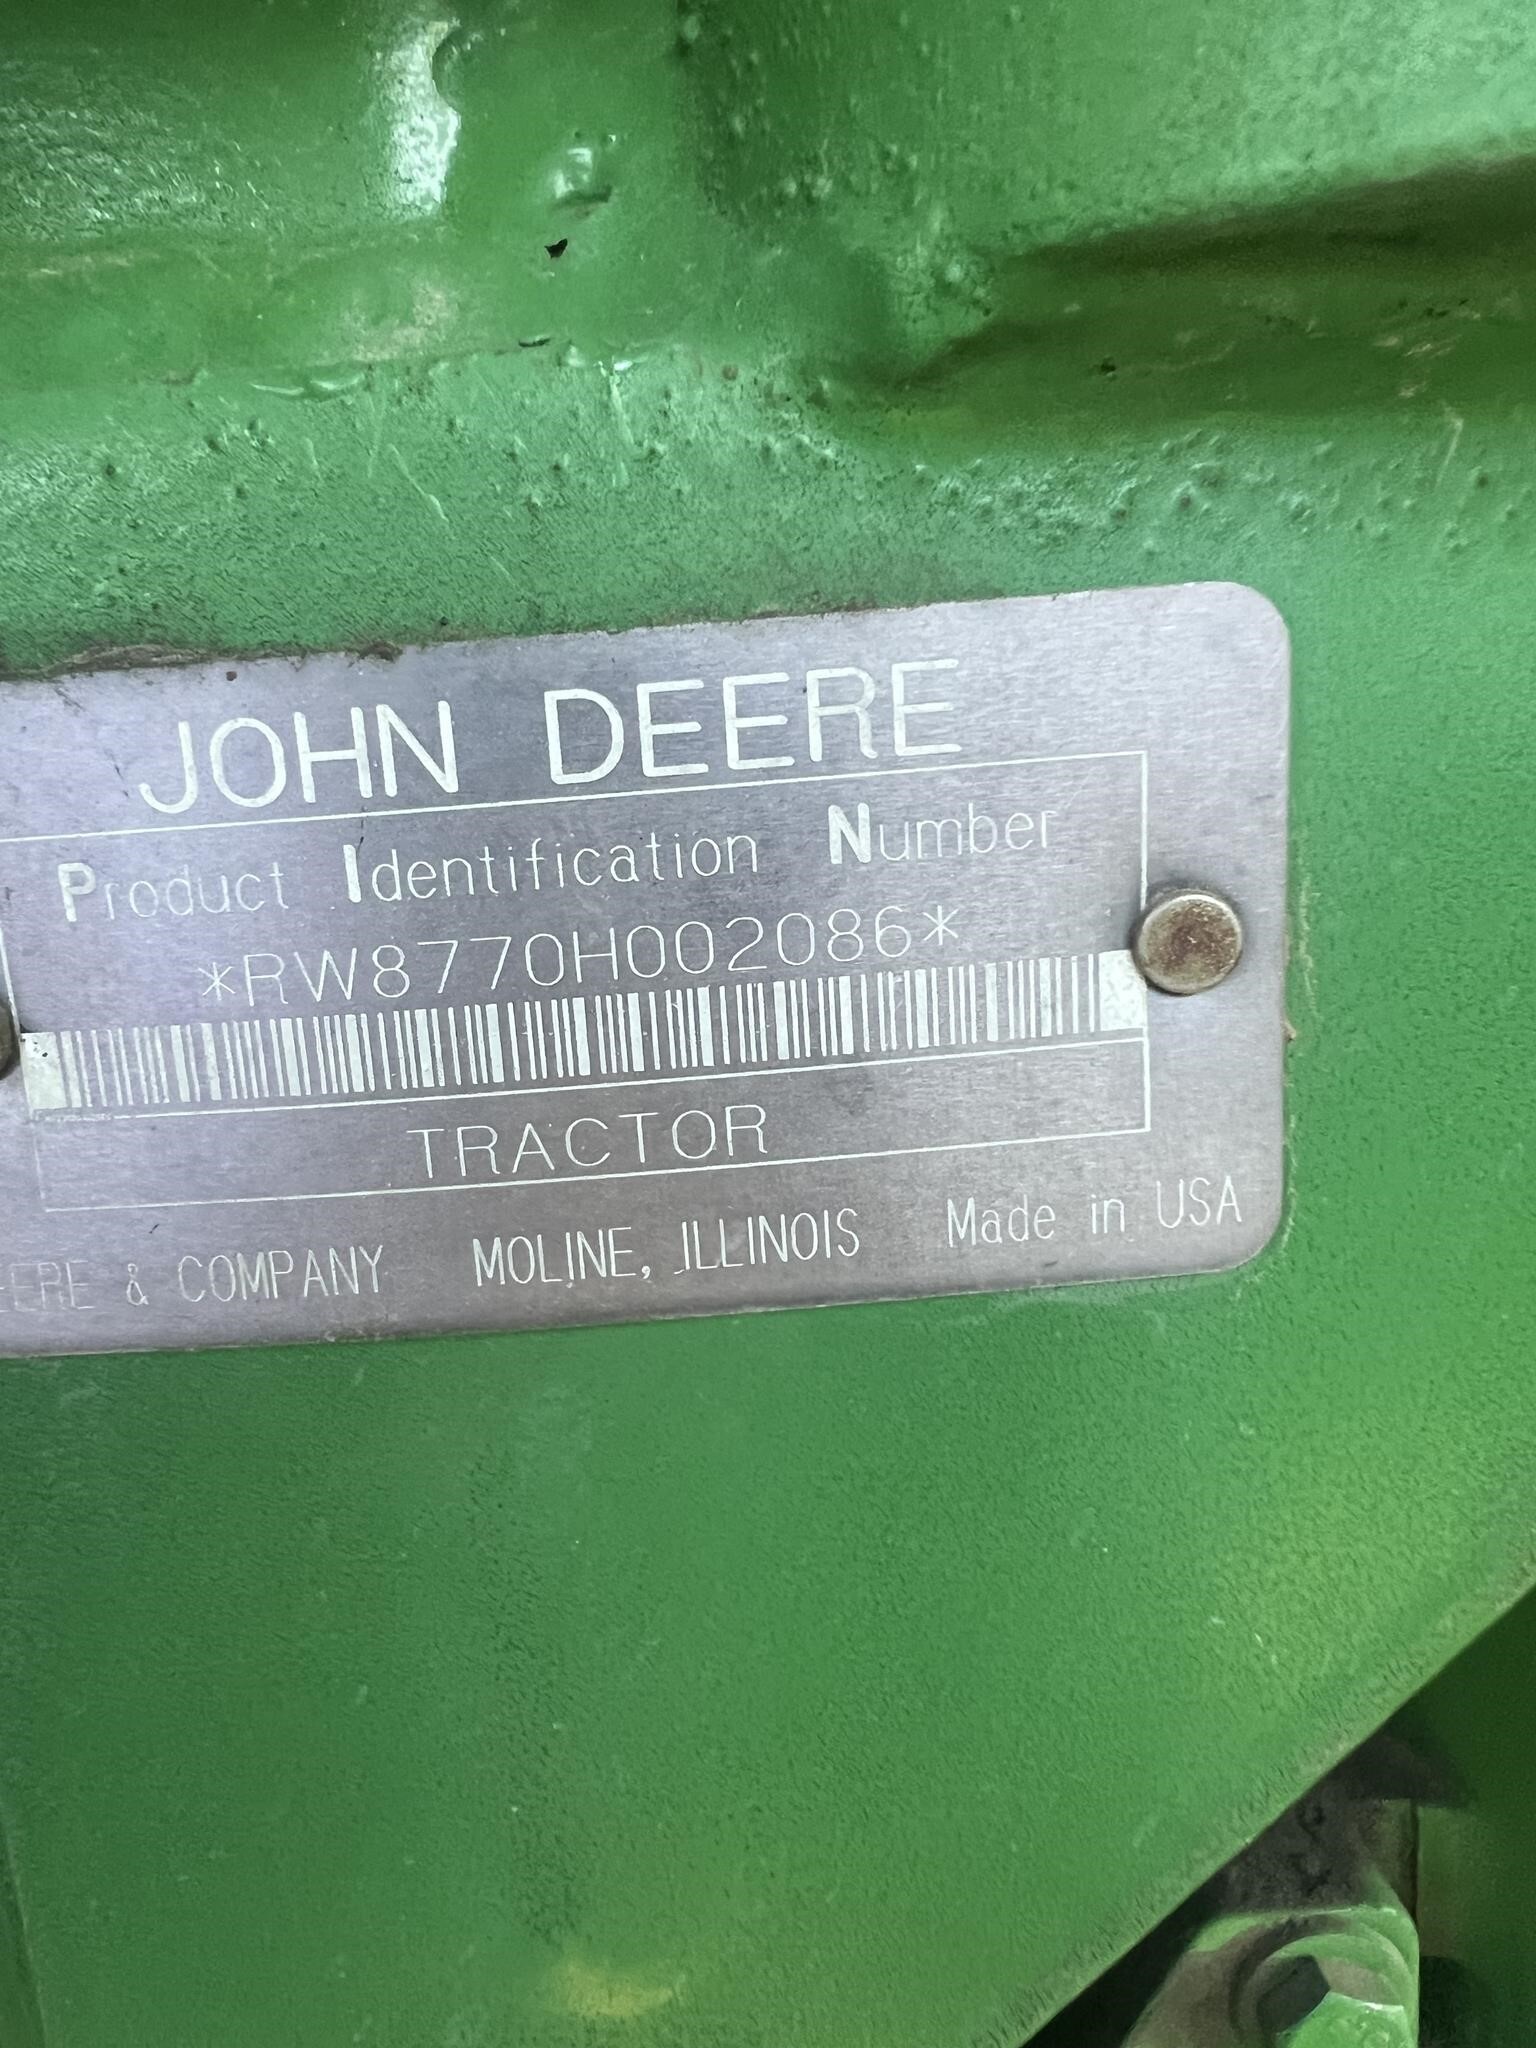 JOHN DEERE
Product Identification Number
*RW8770H002086*
TRACTOR
EERE & COMPANY MOLINE, ILLINOIS Made in USA